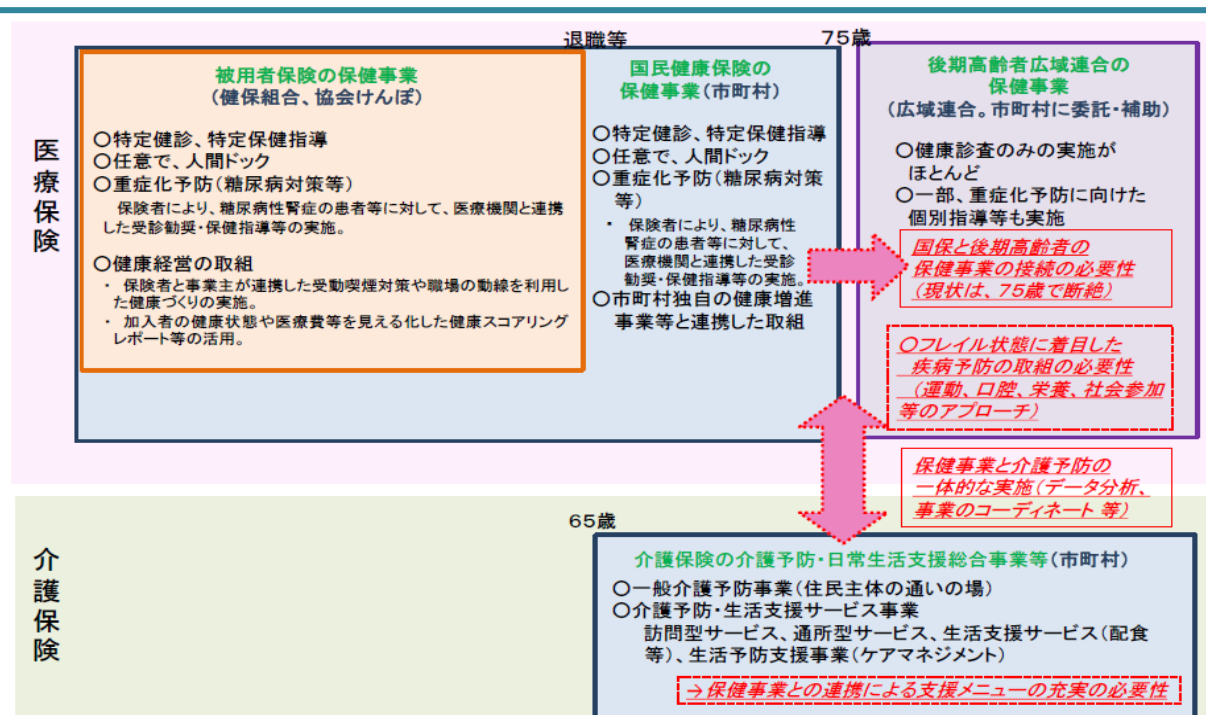 退職等
75歳
医療保険
被用者保険の保健事業
(健保組合、協会けんぽ)
○特定健診、特定保健指導
○任意で、人間ドック
○重症化予防(糖尿病対策等)
保険者により、糖尿病性腎症の患者等に対して、医療機関と連携
した受診勧奨・保健指導等の実施。
○健康経営の取組
・ 保険者と事業主が連携した受動喫煙対策や職場の動線を利用し
た健康づくりの実施。
・ 加入者の健康状態や医療費等を見える化した健康スコアリング
レポート等の活用。
国民健康保険の
保健事業(市町村)
○特定健診、特定保健指導
○任意で、人間ドック
○重症化予防(糖尿病対策
等)
・ 保険者により、糖尿病性
腎症の患者等に対して、
医療機関と連携した受診
勧奨・保健指導等の実施。
○市町村独自の健康増進
事業等と連携した取組
後期高齢者広域連合の
保健事業
(広域連合。市町村に委託・補助)
○健康診査のみの実施が
ほとんど
○一部、重症化予防に向けた
個別指導等も実施
国保と後期高齢者の
保健事業の接続の必要性
(現状は、75歳で断絶)
○フレイル状態に着目した
疾病予防の取組の必要性
(運動、口腔、栄養、社会参加
等のアプローチ)
保健事業と介護予防の
一体的な実施(データ分析、
事業のコーディネート 等)
65歳
介護保険
介護保険の介護予防・日常生活支援総合事業等(市町村)
○一般介護予防事業(住民主体の通いの場)
○介護予防・生活支援サービス事業
訪問型サービス、通所型サービス、生活支援サービス(配食
等)、生活予防支援事業(ケアマネジメント)
→保健事業との連携による支援メニューの充実の必要性